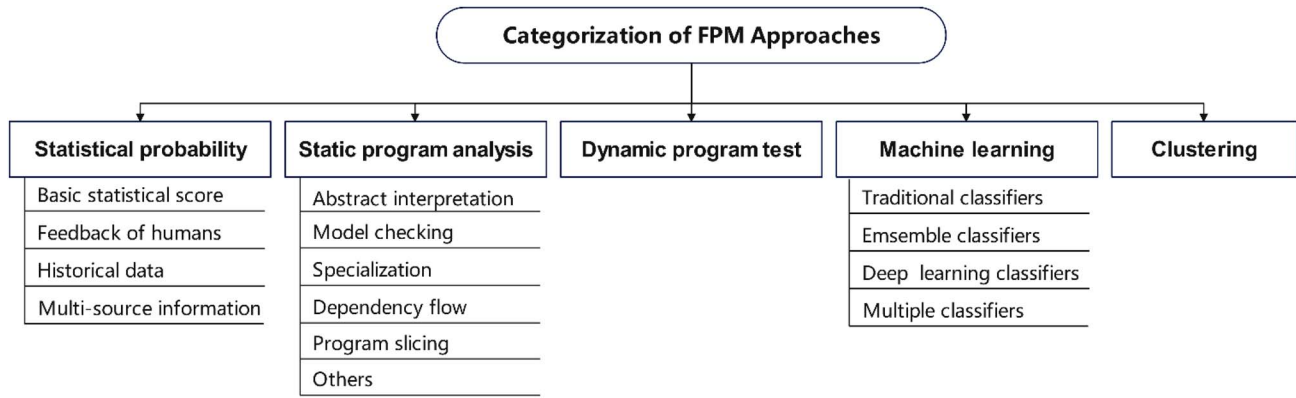 Categorization of FPM Approaches
Statistical probability
Basic statistical score
Feedback of humans
Historical data
Multi-source information
Static program analysis
Abstract interpretation
Model checking
Specialization
Dependency flow
Program slicing
Others
Dynamic program test
Machine learning
Traditional classifiers
Emsemble classifiers
Deep learning classifiers
Multiple classifiers
Clustering